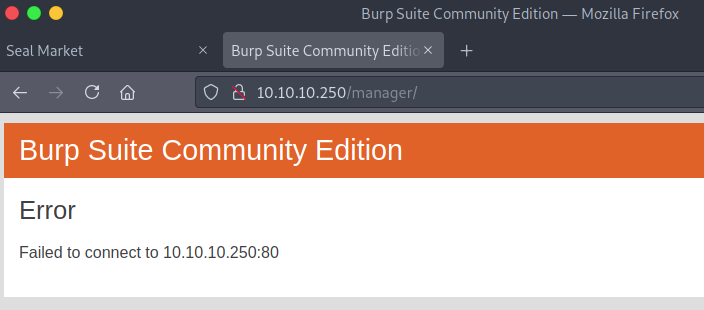 Burp Suite Community Edition — Mozilla Firefox
Seal Market
Burp Suite Community Editio
10.10.10.250/manager/
Burp Suite Community Edition
Error
Failed to connect to 10.10.10.250:80